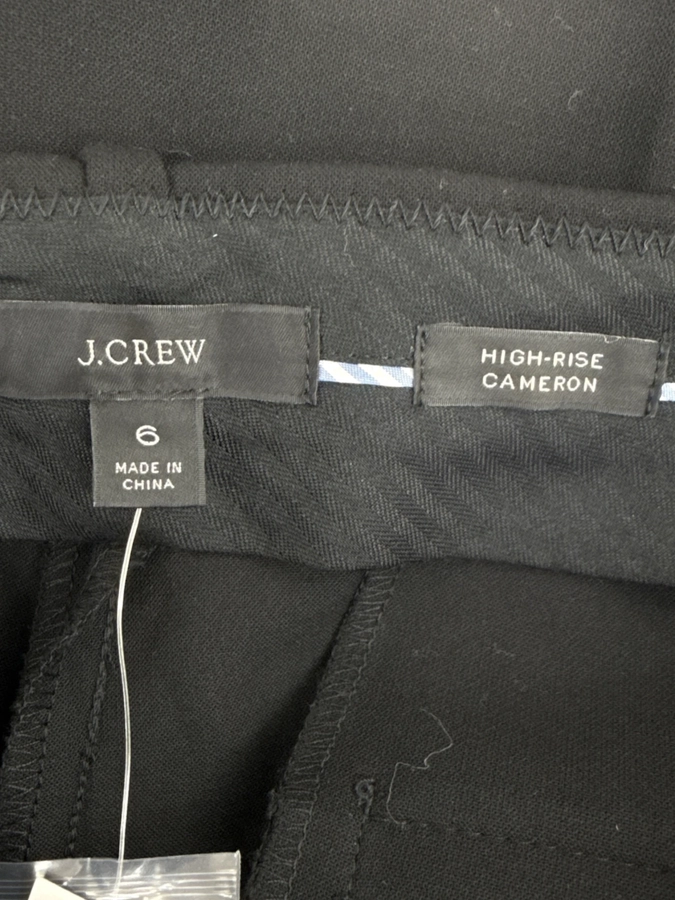 J.CREW
6
MADE IN
CHINA
HIGH-RISE
CAMERON